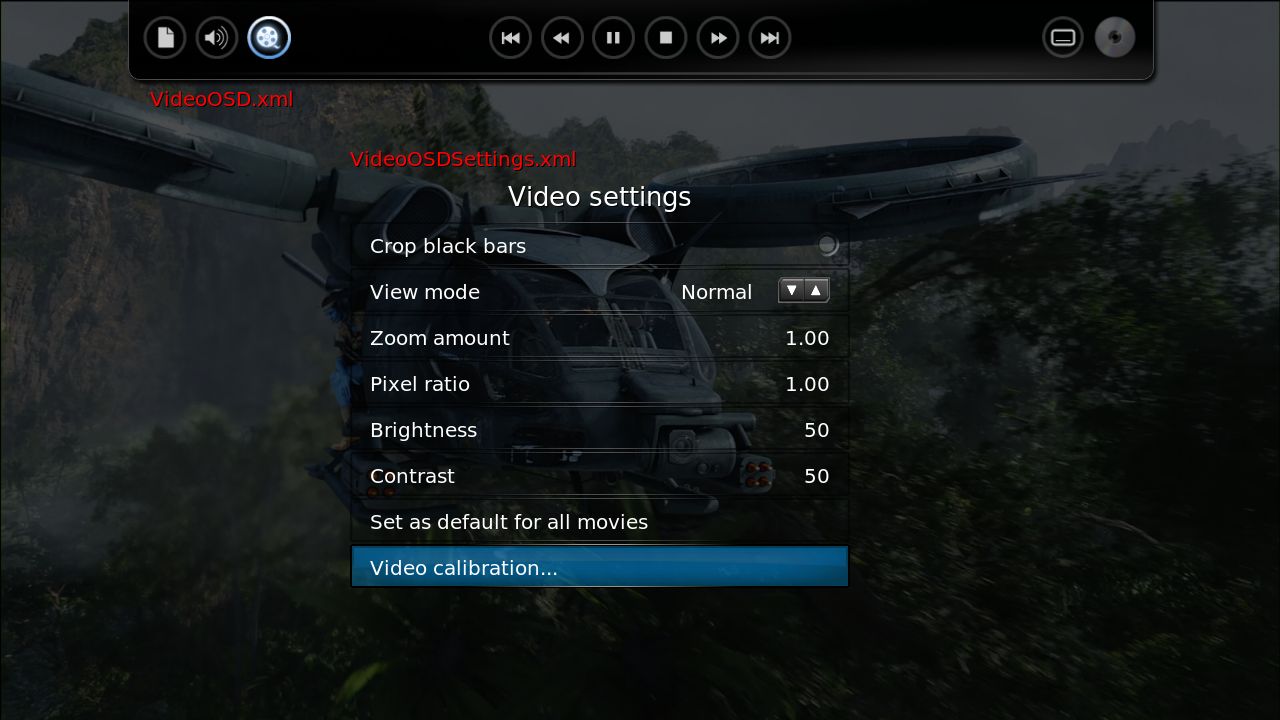 VideoOSD.xml
VideoOSDSettings.xml
Video settings
Crop black bars
View mode Normal
Zoom amount 1.00
Pixel ratio 1.00
Brightness 50
Contrast 50
Set as default for all movies
Video calibration...